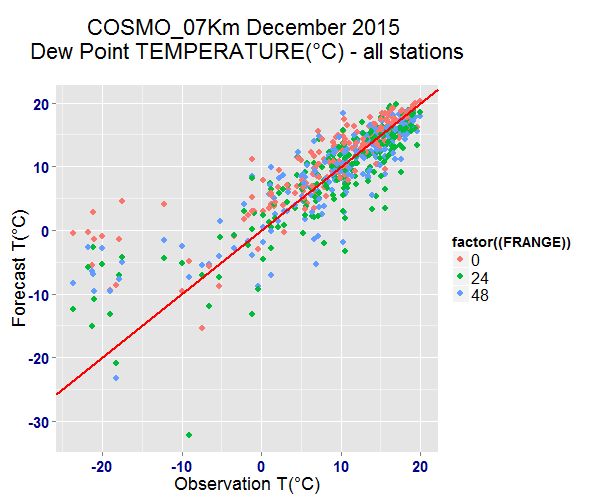 COSMO_07Km December 2015
Dew Point TEMPERATURE(°C) - all stations
Forecast T(°C)
20
10
0
-10
-20
-30
-20
-10
0
10
20
Observation T(°C)
factor((FRANGE))
0
24
48